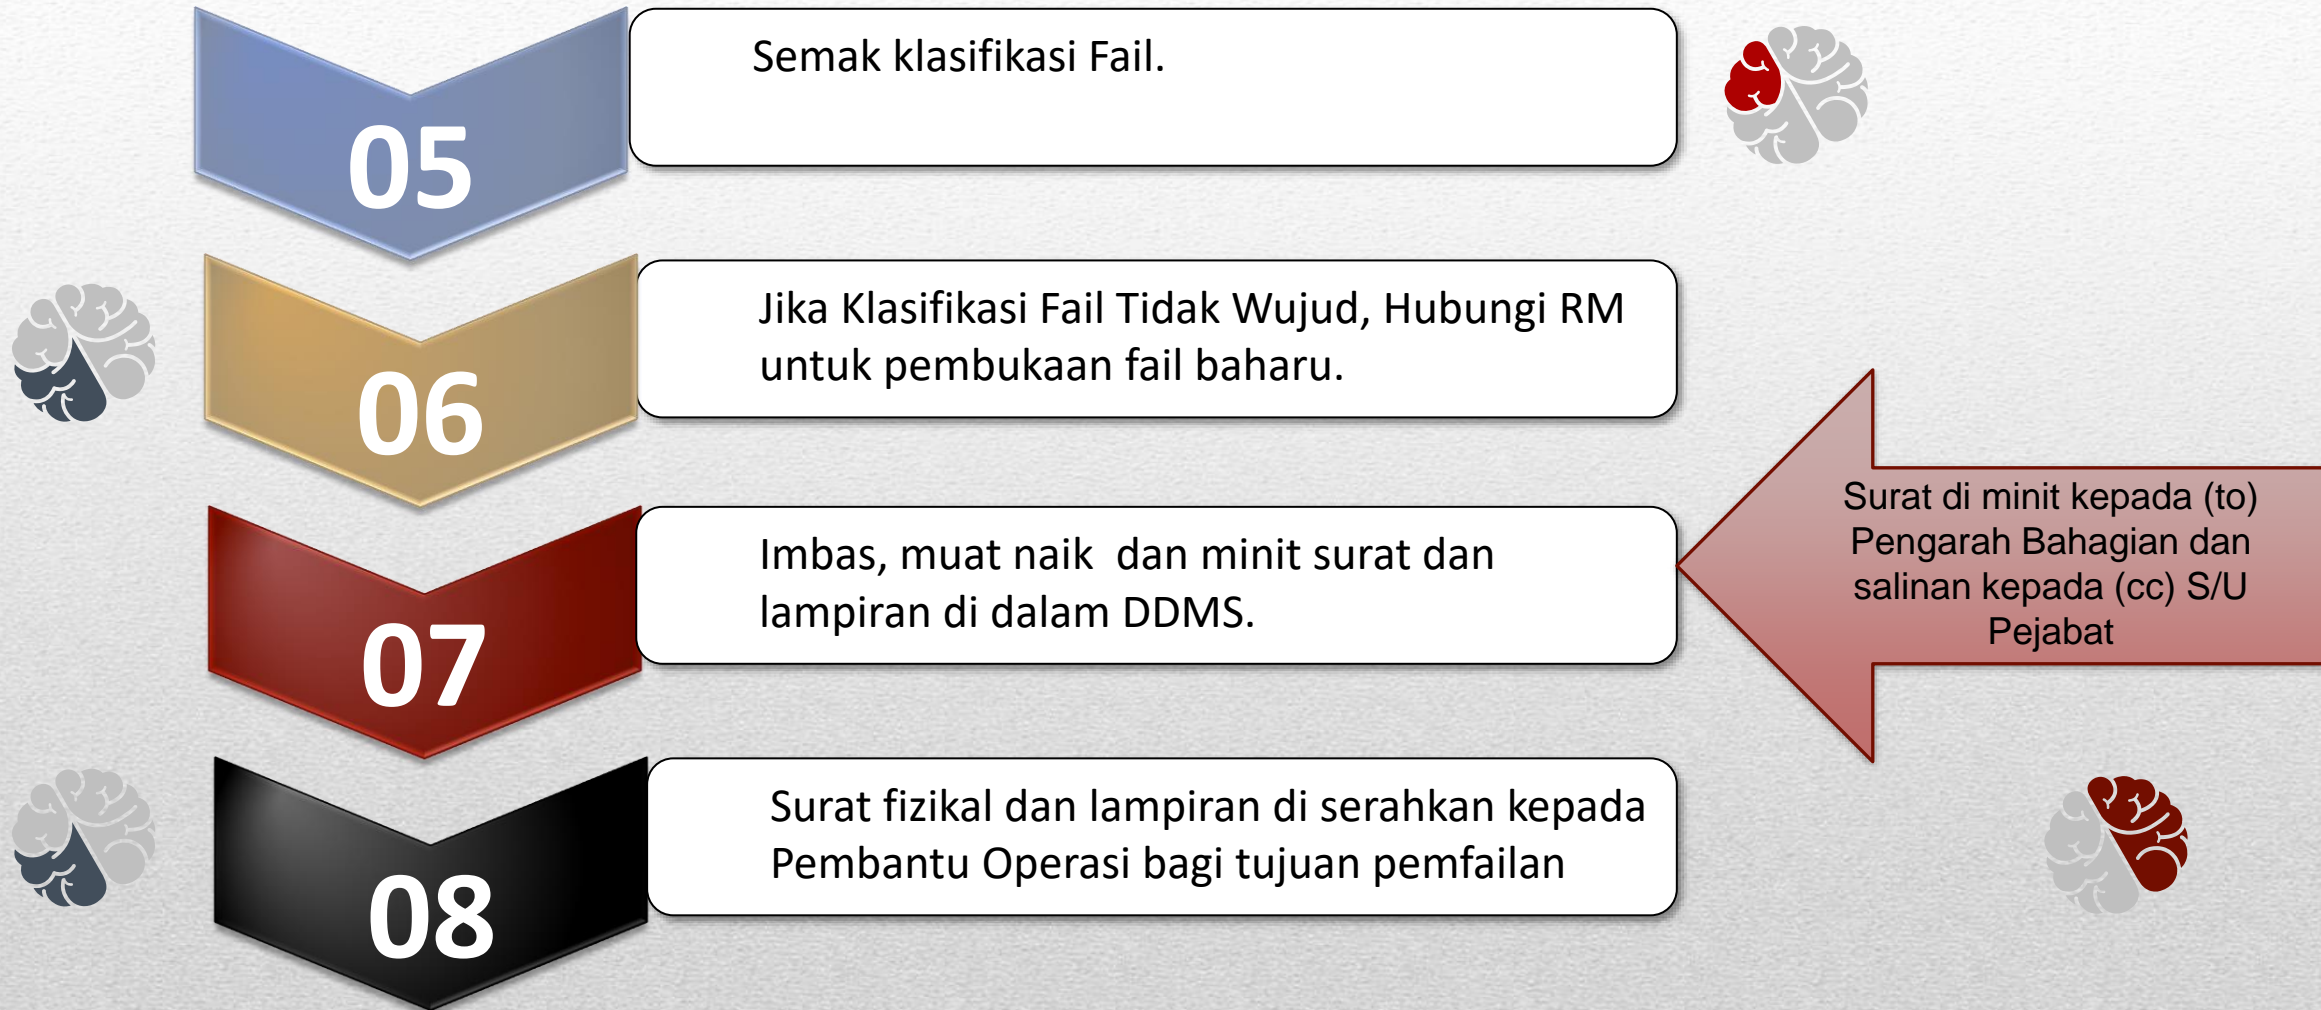 05
Semak klasifikasi Fail.
06
Jika Klasifikasi Fail Tidak Wujud, Hubungi RM
untuk pembukaan fail baharu.
07
Imbas, muat naik  dan minit surat dan
lampiran di dalam DDMS.
Surat di minit kepada (to)
Pengarah Bahagian dan
salinan kepada (cc) S/U
Pejabat
08
Surat fizikal dan lampiran di serahkan kepada
Pembantu Operasi bagi tujuan pemfailan